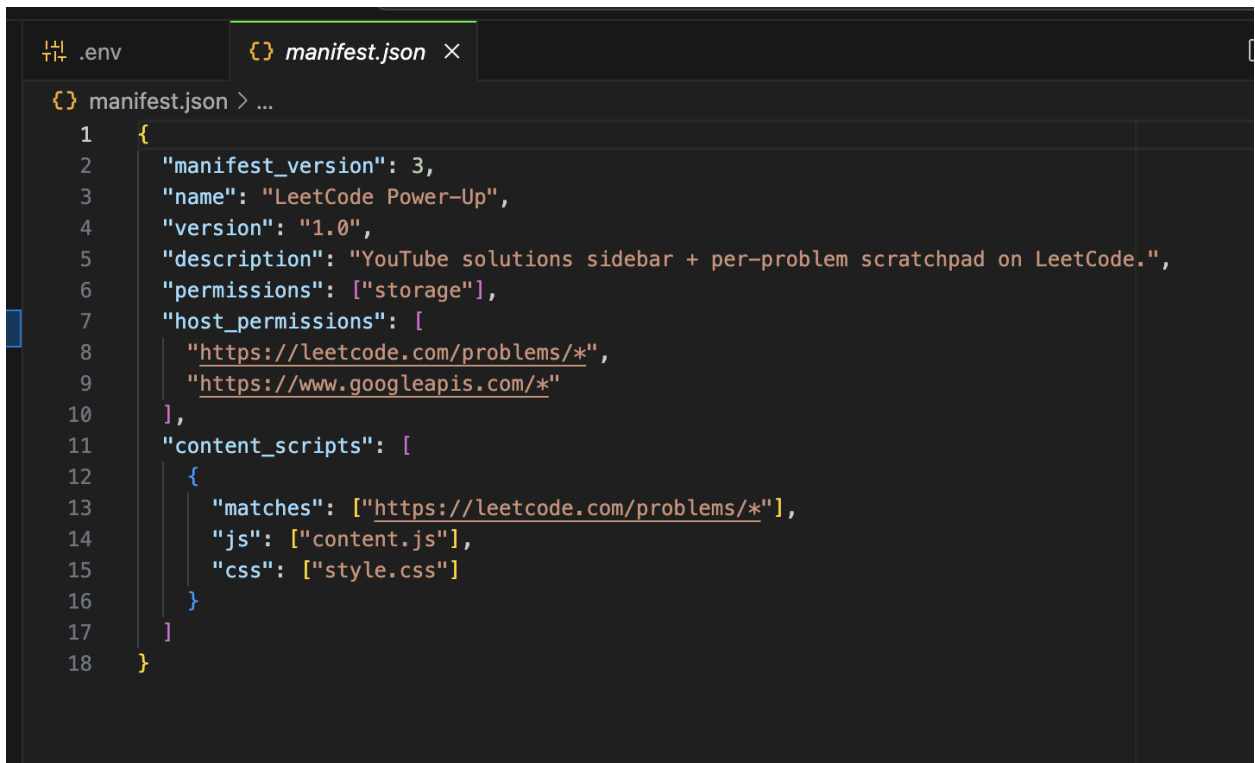 .env
manifest.json
manifest.json > ...
1 {
2 "manifest_version": 3,
3 "name": "LeetCode Power-Up",
4 "version": "1.0",
5 "description": "YouTube solutions sidebar + per-problem scratchpad on LeetCode.",
6 "permissions": ["storage"],
7 "host_permissions": [
8 "https://leetcode.com/problems/*",
9 "https://www.googleapis.com/*"
10 ],
11 "content_scripts": [
12 {
13 "matches": ["https://leetcode.com/problems/*"],
14 "js": ["content.js"],
15 "css": ["style.css"]
16 }
17 ]
18 }